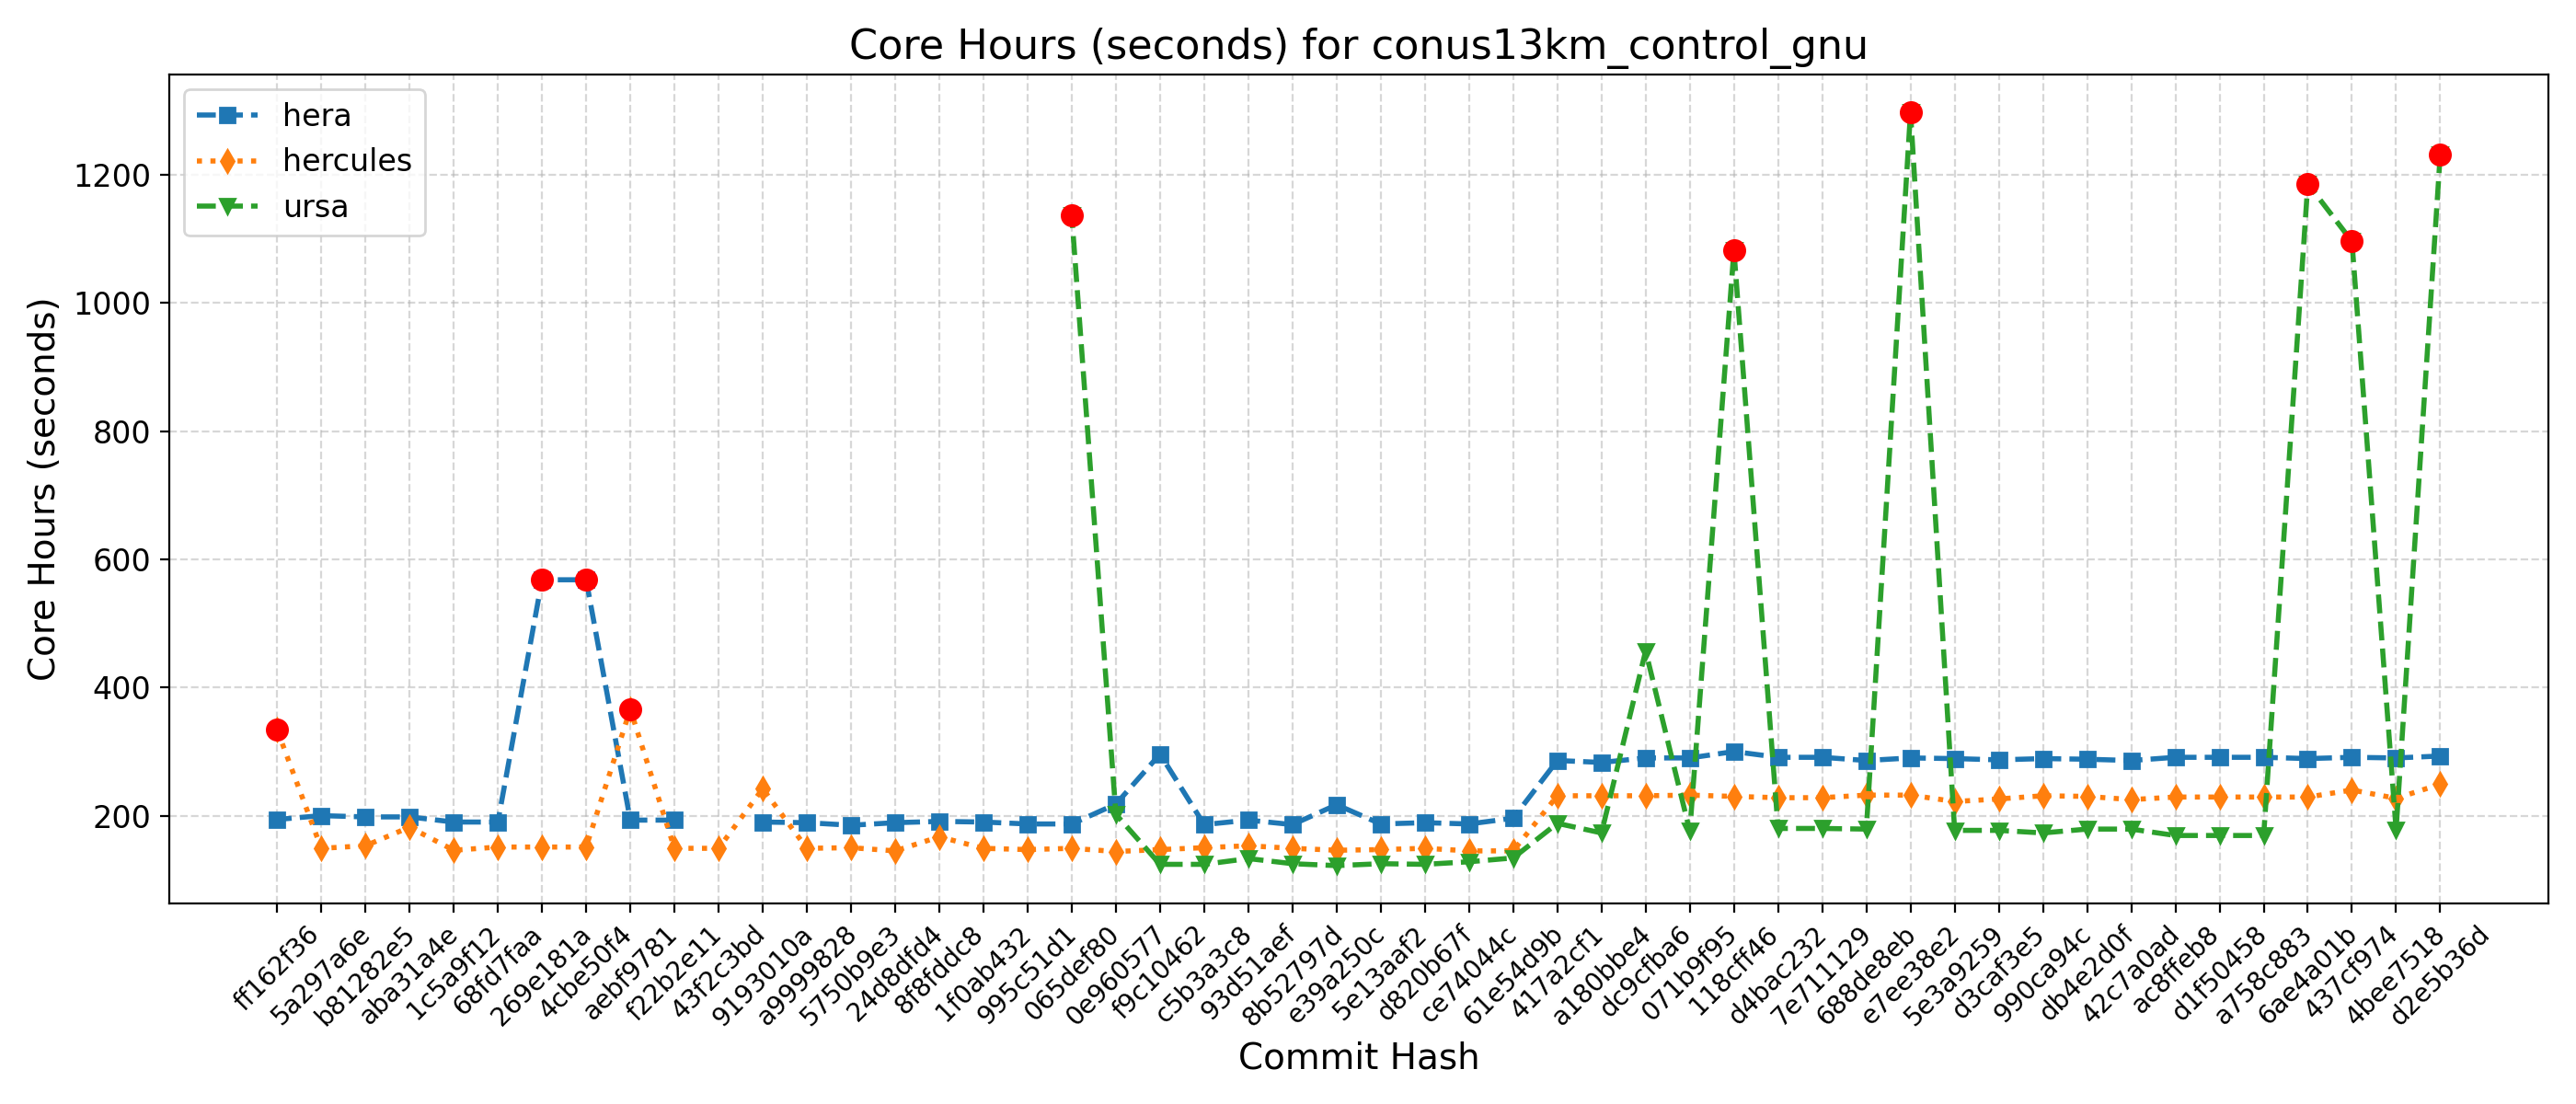 Core Hours (seconds) for conus13km_control_gnu
hera
hercules
ursa
Core Hours (seconds)
1200
1000
800
600
400
200
ff162f36
5a297a6e
b81282e5
aba31a4e
1c5a9f12
68fd7faa
269e181a
4cbe50f4
aebf9781
f22b2e11
43f2c3bd
9193010a
a9999828
5750b9e3
24d8dfd4
8f8fddc8
1f0ab432
995c51d1
065def80
0e960577
f9c10462
c5b3a3c8
93d51aef
8b52797d
e39a250c
5e13aaf2
d820b67f
ce74044c
61e54d9b
417a2cf1
a180bbe4
dc9cfba6
071b9f95
118cff46
d4bac232
7e711129
688de8eb
e7ee38e2
5e3a9259
d3caf3e5
990ca94c
db4e2d0f
42c7a0ad
ac8ffeb8
d1f50458
a758c883
6ae4a01b
437cf974
4bee7518
d2e5b36d
Commit Hash